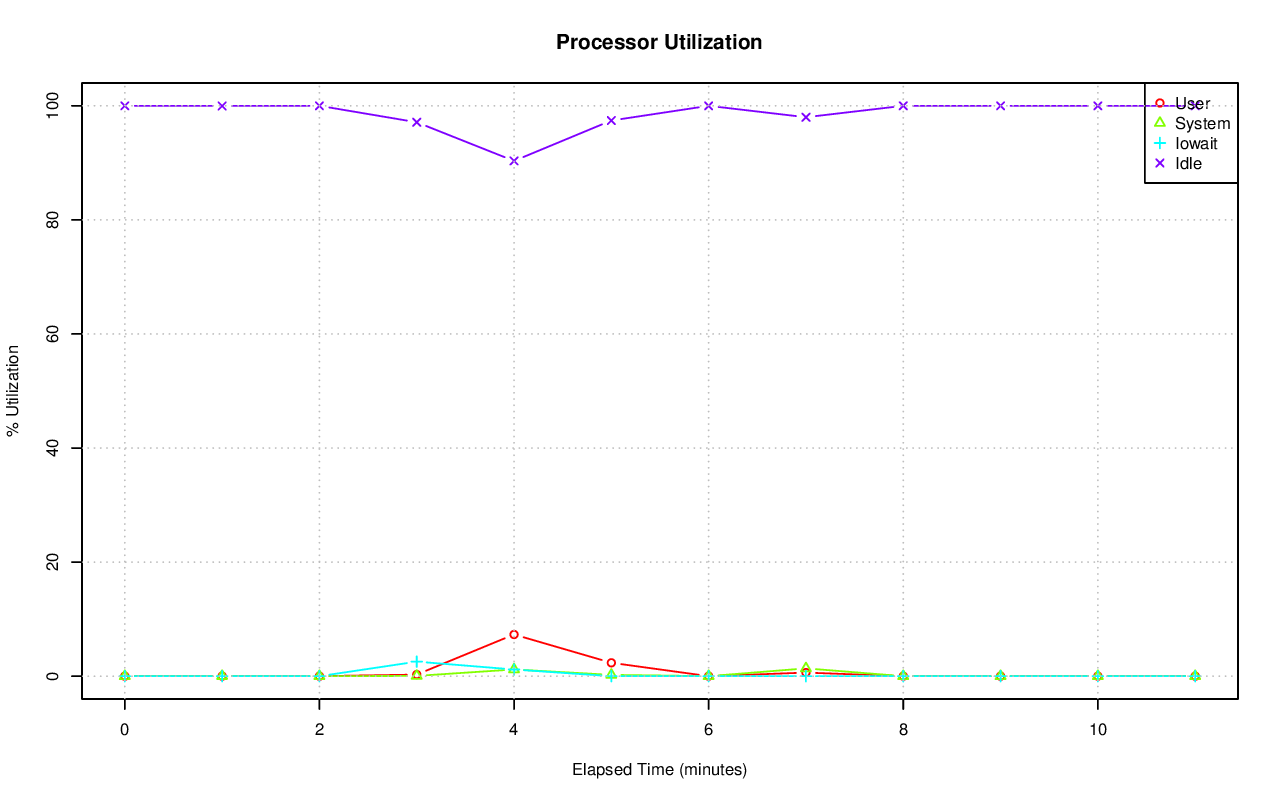 Processor Utilization
% Utilization
100
80
60
40
20
0
User
System
Iowait
Idle
0 2 4 6 8 10
Elapsed Time (minutes)